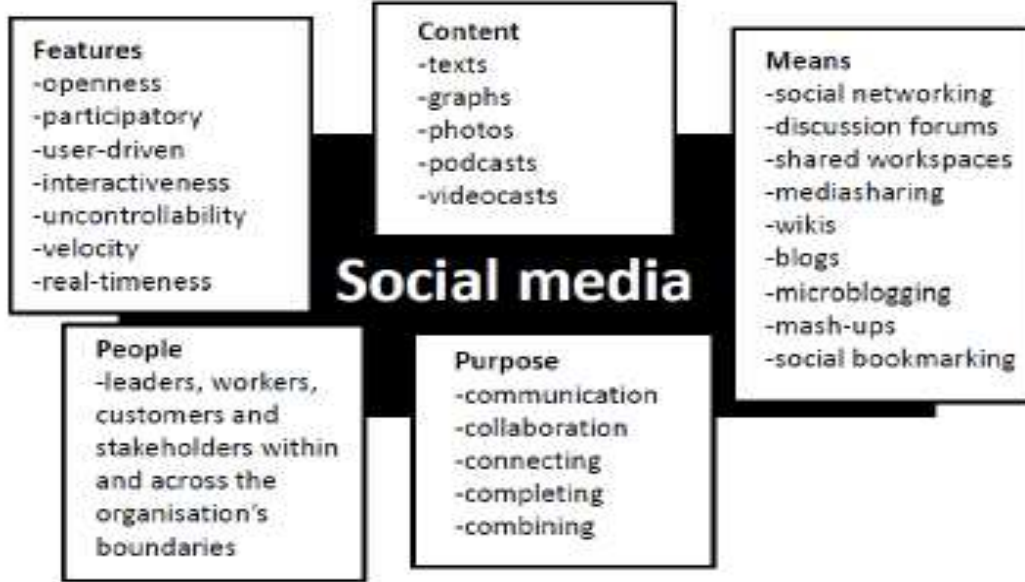 Features
-openness
-participatory
-user-driven
-interactiveness
-uncontrollability
-velocity
-real-timeness
Content
-texts
-graphs
-photos
-podcasts
-videocasts
Means
-social networking
-discussion forums
-shared workspaces
-mediasharing
-wikis
-blogs
-microblogging
-mash-ups
-social bookmarking
Social media
People
-leaders, workers,
customers and
stakeholders within
and across the
organisation's
boundaries
Purpose
-communication
-collaboration
-connecting
-completing
-combining